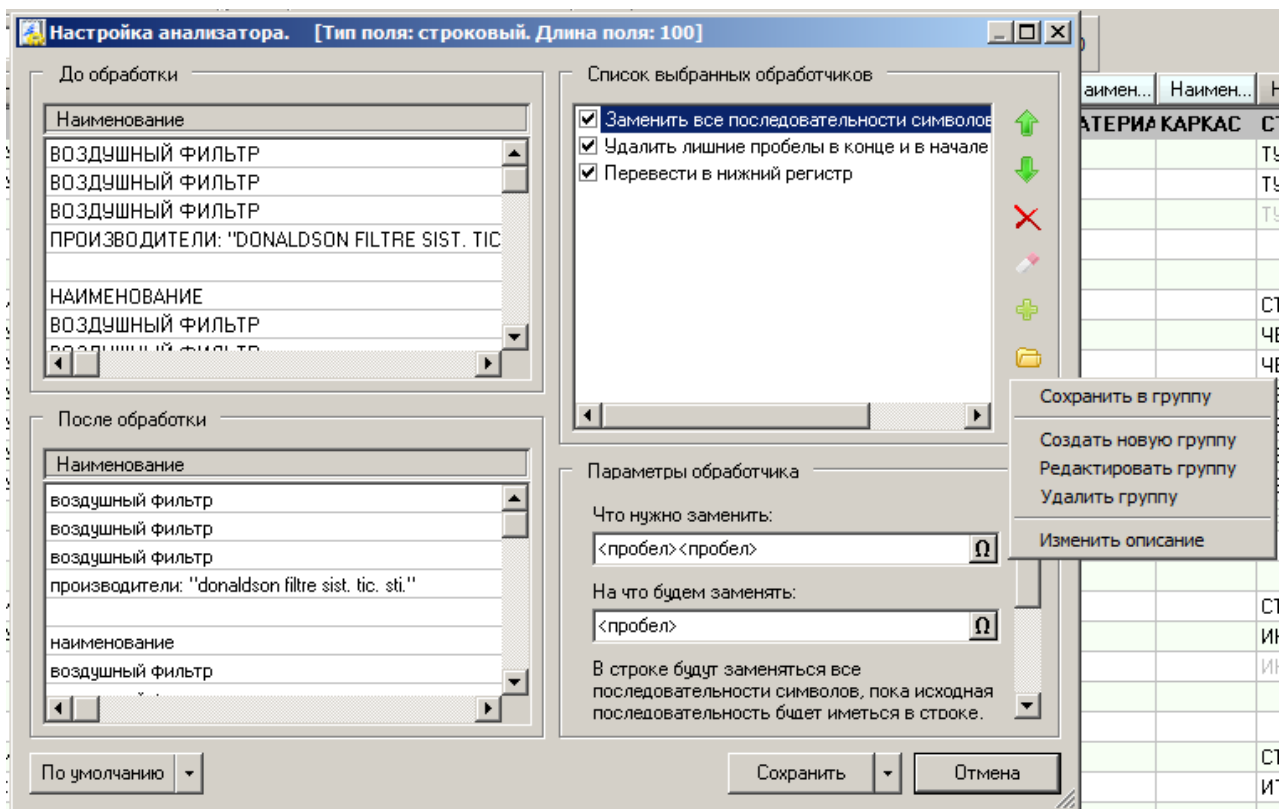 Настройка анализатора. [Тип поля: строковый. Длина поля: 100]
До обработки
Наименование
ВОЗДУШНЫЙ ФИЛЬТР
ВОЗДУШНЫЙ ФИЛЬТР
ВОЗДУШНЫЙ ФИЛЬТР
ПРОИЗВОДИТЕЛИ: "DONALDSON FILTRE SIST. TIC
НАИМЕНОВАНИЕ
ВОЗДУШНЫЙ ФИЛЬТР
После обработки
Наименование
воздушный фильтр
воздушный фильтр
воздушный фильтр
производители: "donaldson filtre sist. tic. sti."
наименование
воздушный фильтр
Список выбранных обработчиков
Заменить все последовательности символов
Удалить лишние пробелы в конце и в начале
Перевести в нижний регистр
Параметры обработчика
Что нужно заменить:
<пробел><пробел>
Ω
На что будем заменять:
<пробел>
Ω
В строке будут заменяться все
последовательности символов, пока исходная
последовательность будет иметься в строке.
Сохранить в группу
Создать новую группу
Редактировать группу
Удалить группу
Изменить описание
По умолчанию
Сохранить
Отмена
аимен... Наимен...
АТЕРИА КАРКАС